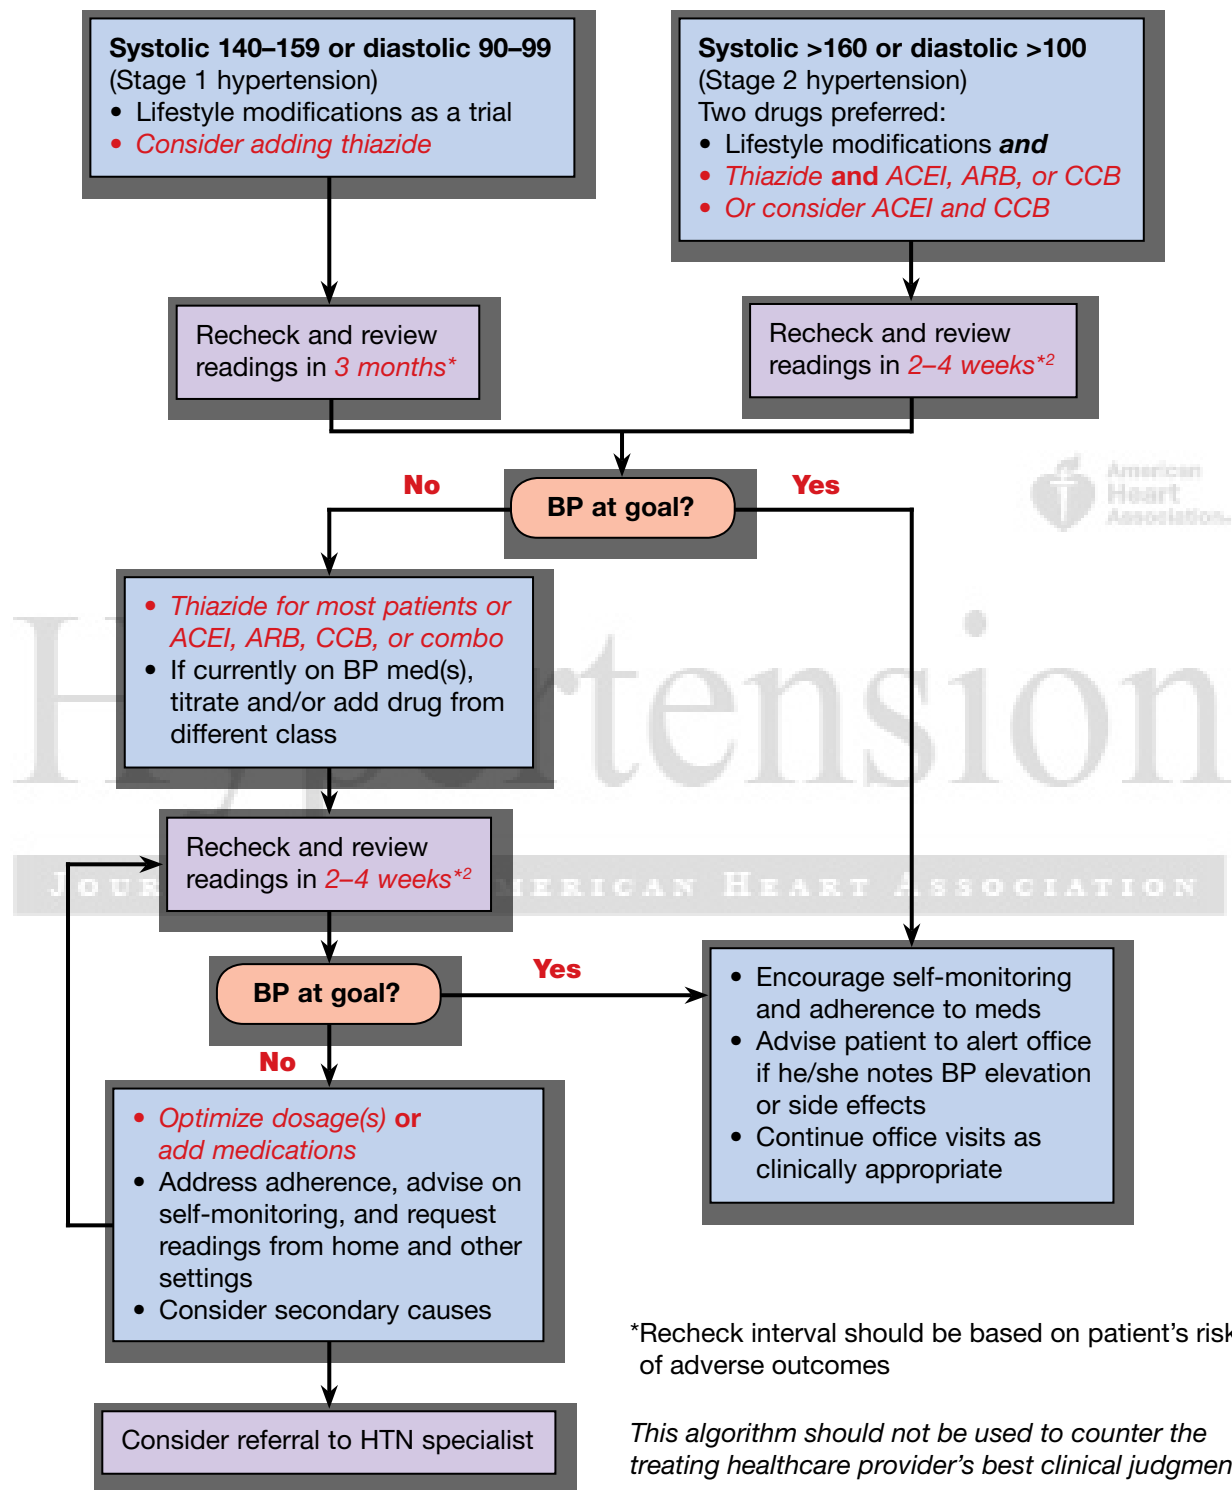 Systolic 140–159 or diastolic 90–99
(Stage 1 hypertension)
• Lifestyle modifications as a trial
• Consider adding thiazide
Systolic >160 or diastolic >100
(Stage 2 hypertension)
Two drugs preferred:
• Lifestyle modifications and
• Thiazide and ACEI, ARB, or CCB
• Or consider ACEI and CCB
Recheck and review
readings in 3 months*
Recheck and review
readings in 2–4 weeks*2
No
BP at goal?
Yes
American
Heart
Association
• Thiazide for most patients or
ACEI, ARB, CCB, or combo
• If currently on BP med(s),
titrate and/or add drug from
different class
Hypertension
Recheck and review
readings in 2–4 weeks*2
JOUR AMERICAN HEART ASSOCIATION
BP at goal?
Yes
No
• Encourage self-monitoring
and adherence to meds
• Advise patient to alert office
if he/she notes BP elevation
or side effects
• Continue office visits as
clinically appropriate
• Optimize dosage(s) or
add medications
• Address adherence, advise on
self-monitoring, and request
readings from home and other
settings
• Consider secondary causes
Consider referral to HTN specialist
*Recheck interval should be based on patient’s risk
of adverse outcomes
This algorithm should not be used to counter the
treating healthcare provider’s best clinical judgmen